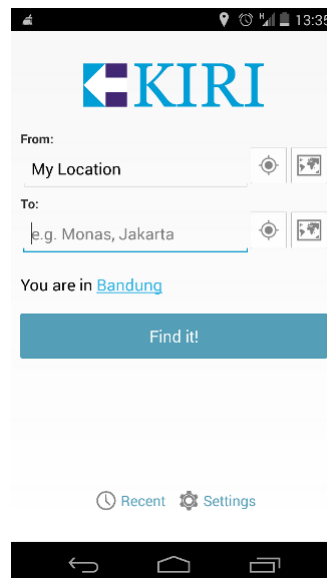 H 13:35
KIRI
From:
My Location
To:
e.g. Monas, Jakarta
You are in Bandung
Find it!
Recent Settings